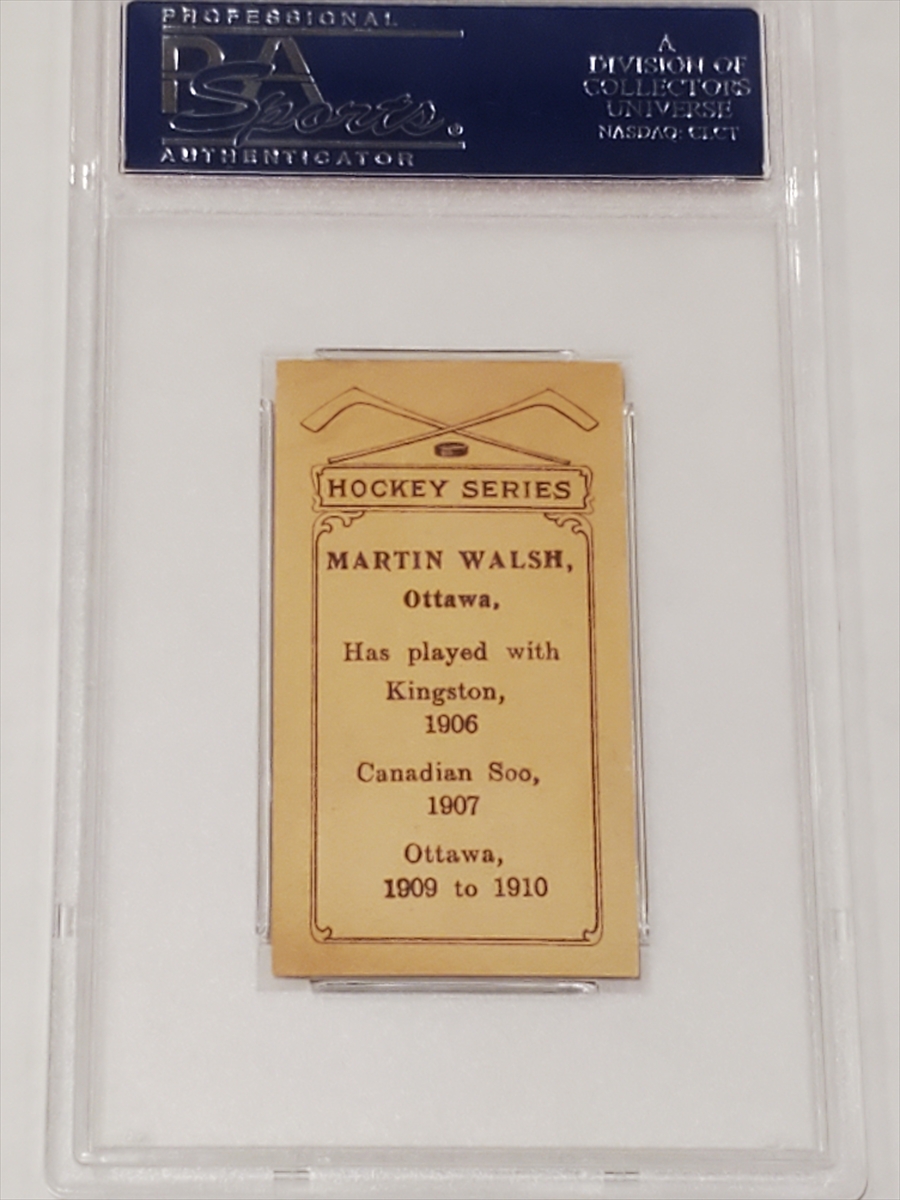 PROFESSIONAL
PSA
Sports
AUTHENTICATOR
A
DIVISION OF
COLLECTORS
UNIVERSE
NASDAQ: CLCT
HOCKEY SERIES
MARTIN WALSH,
Ottawa,
Has played with
Kingston,
1906
Canadian Soo,
1907
Ottawa,
1909 to 1910